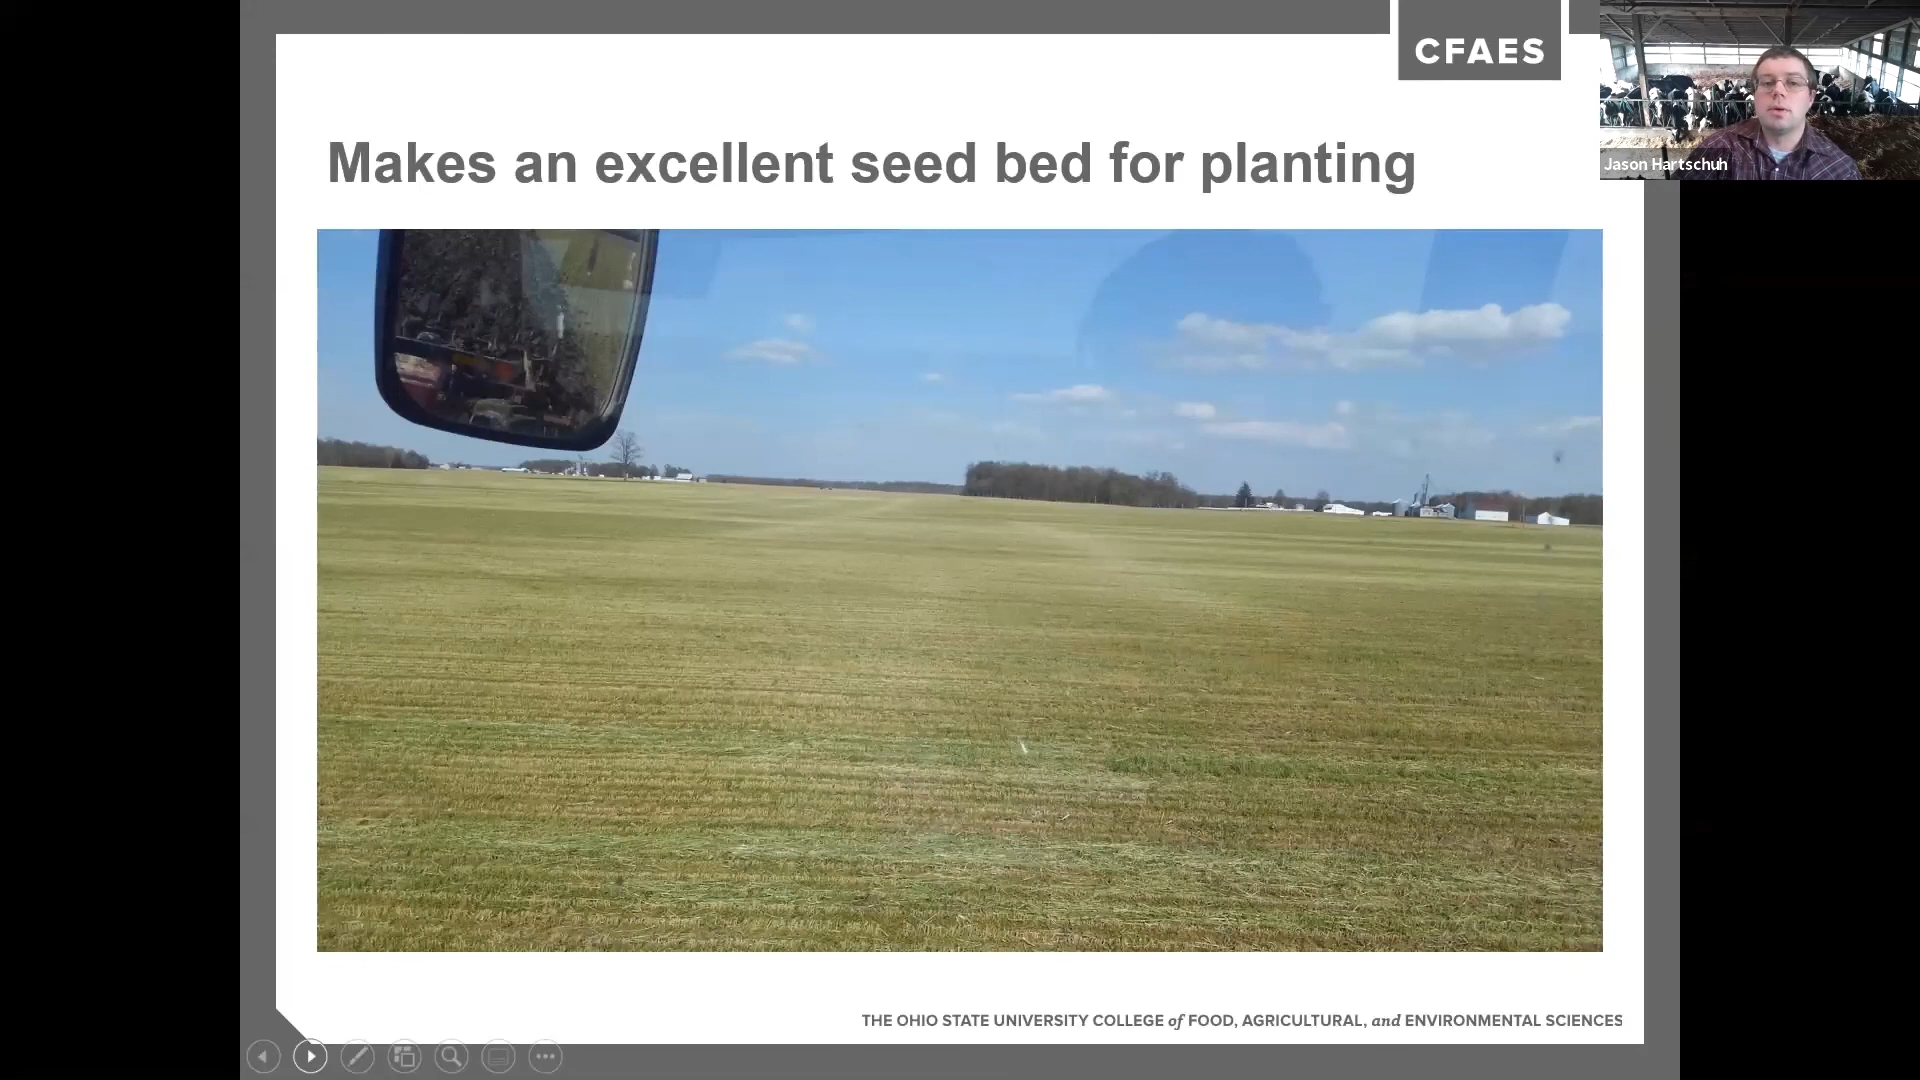 CFAES
Jason Hartschuh
Makes an excellent seed bed for planting
THE OHIO STATE UNIVERSITY COLLEGE of FOOD, AGRICULTURAL, and ENVIRONMENTAL SCIENCES